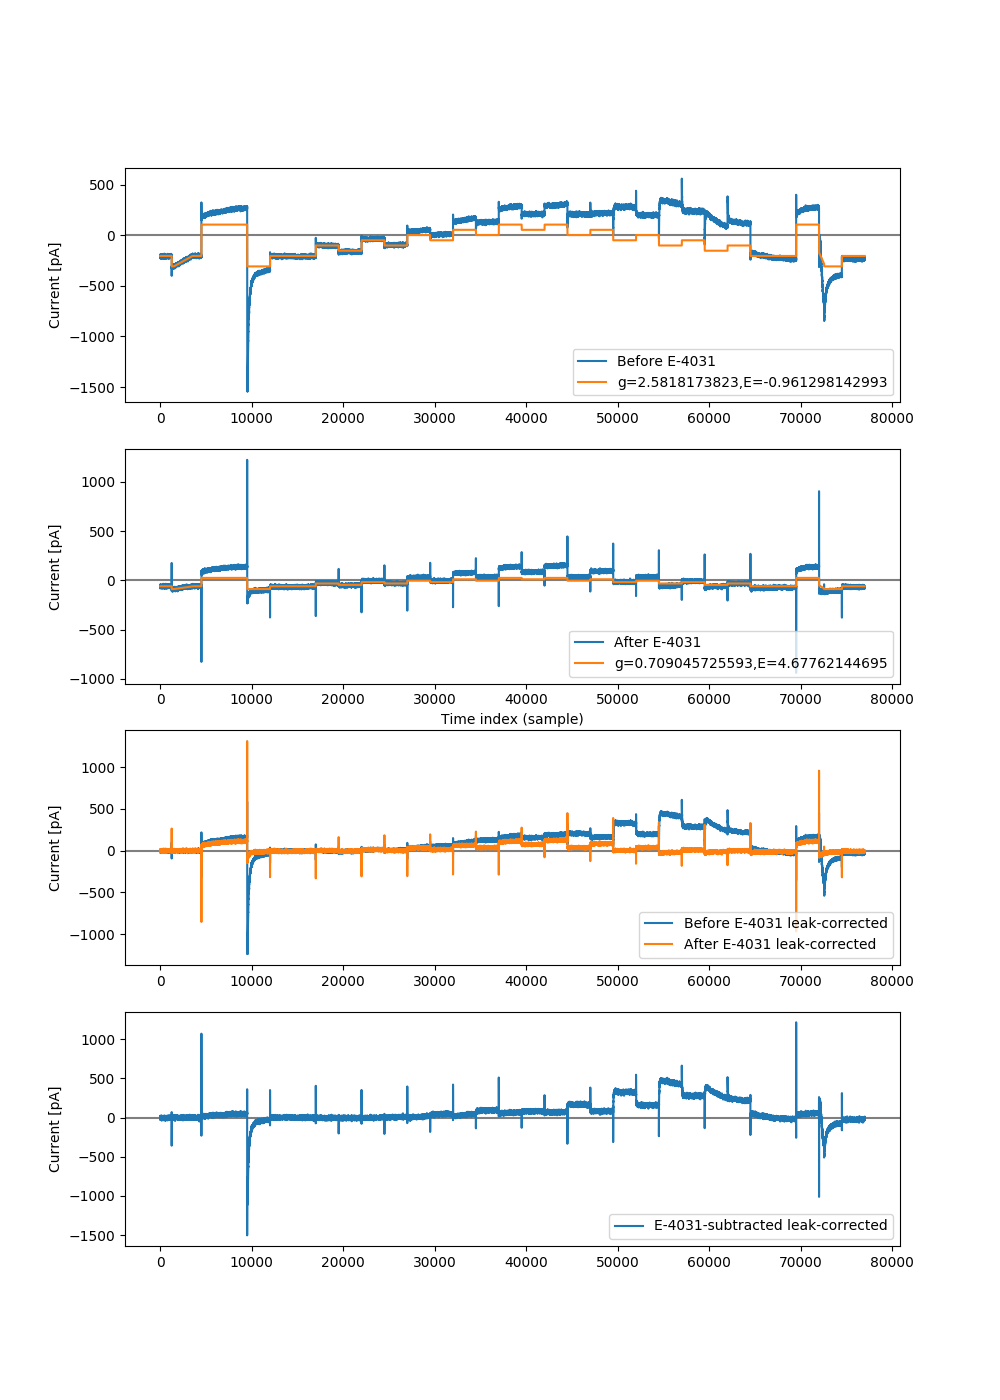 500
0
−500
−1000
−1500
Current [pA]
Before E-4031
g=2.5818173823,E=-0.961298142993
0 10000 20000 30000 40000 50000 60000 70000 80000
1000
500
0
−500
−1000
Current [pA]
After E-4031
g=0.709045725593,E=4.67762144695
0 10000 20000 30000 40000 50000 60000 70000 80000
Time index (sample)
1000
500
0
−500
−1000
Current [pA]
Before E-4031 leak-corrected
After E-4031 leak-corrected
0 10000 20000 30000 40000 50000 60000 70000 80000
1000
500
0
−500
−1000
−1500
Current [pA]
E-4031-subtracted leak-corrected
0 10000 20000 30000 40000 50000 60000 70000 80000